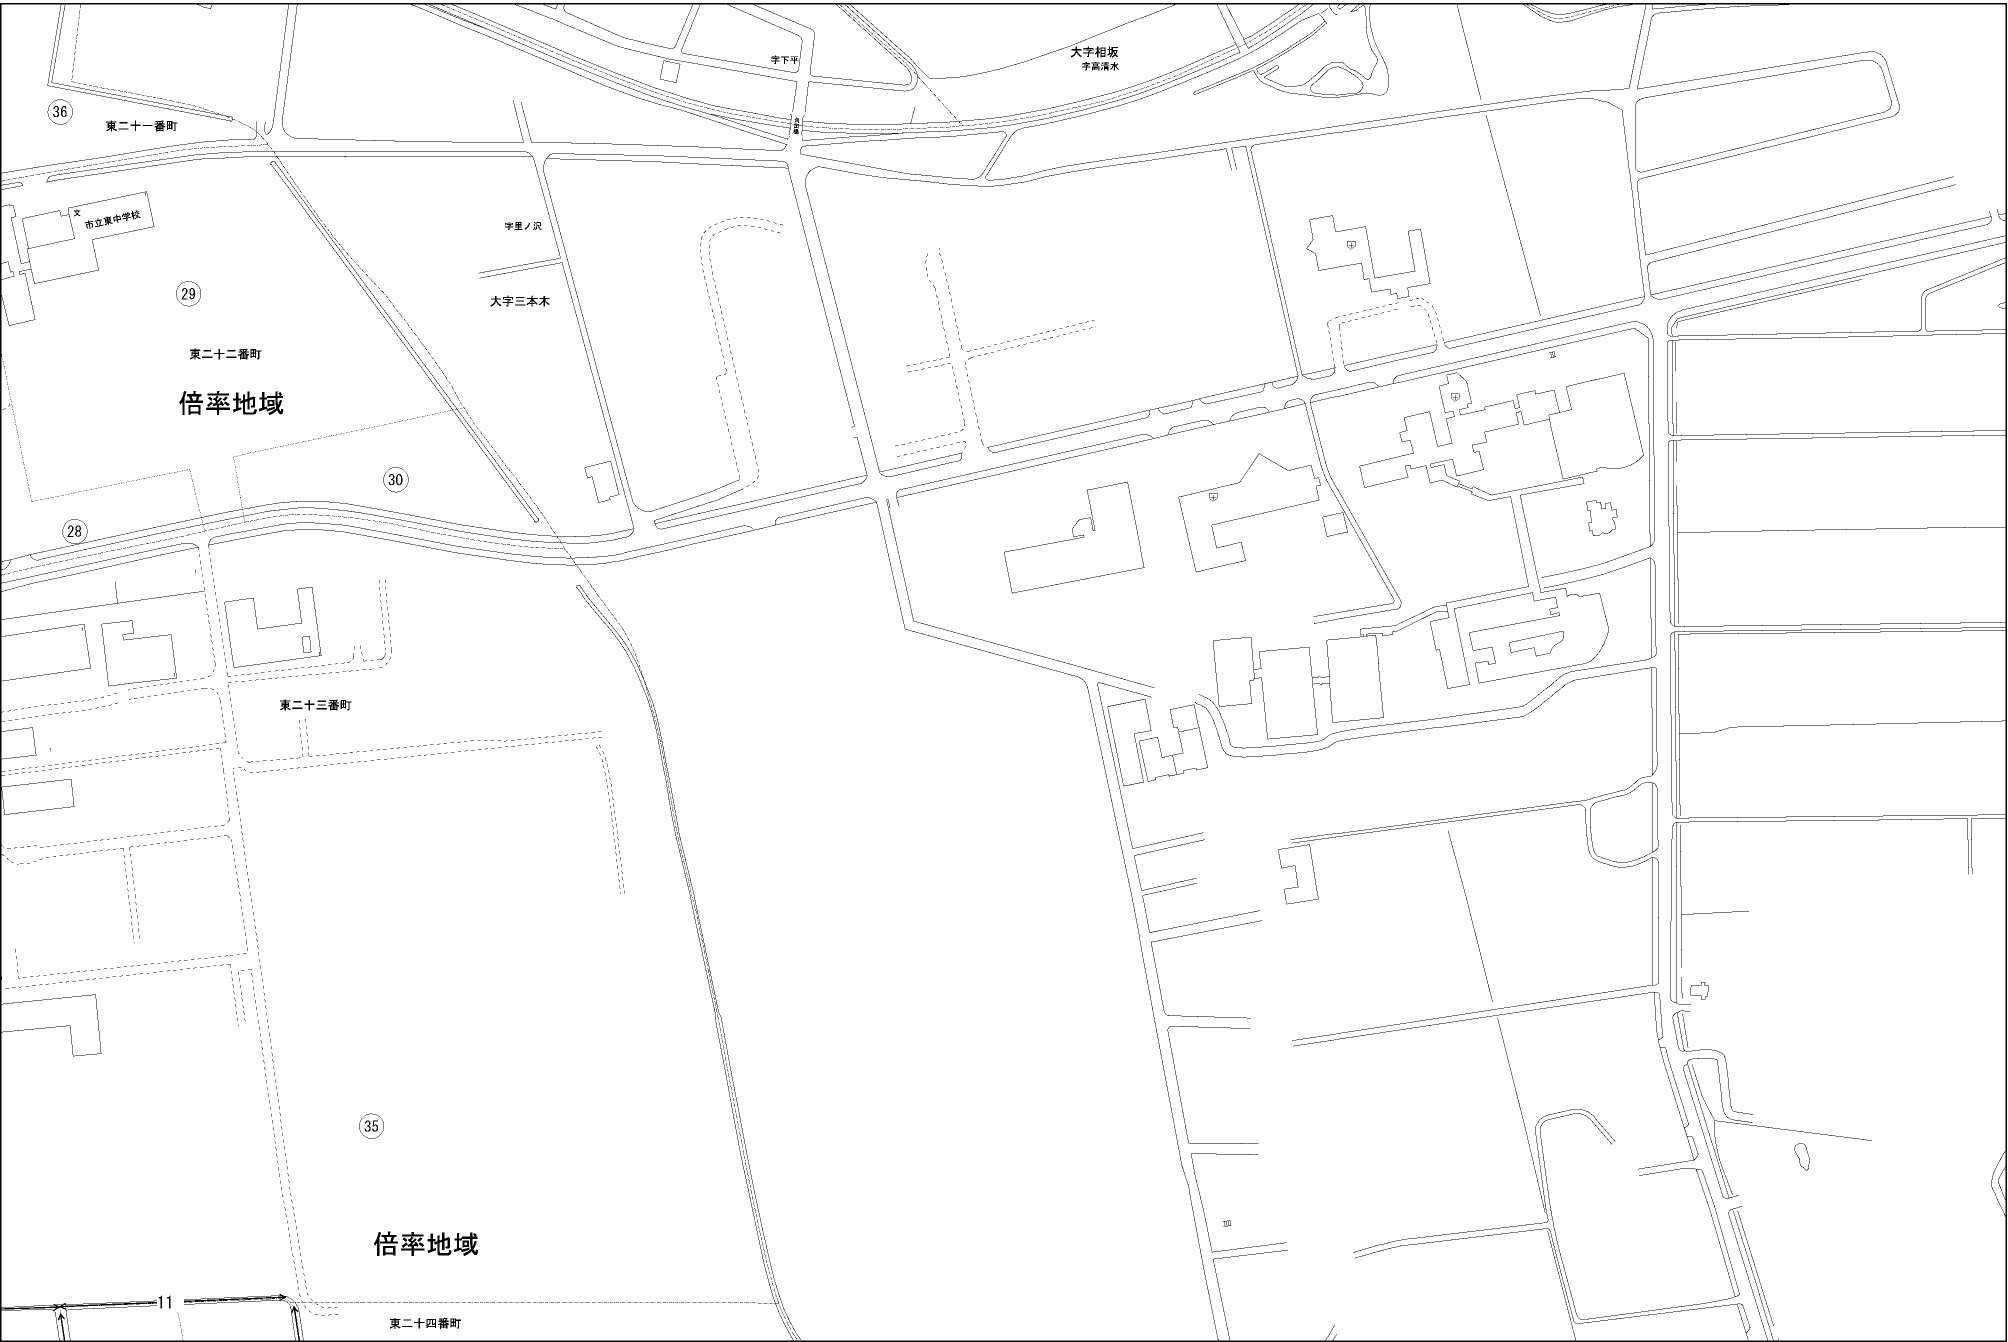 大字相坂
字高清水
字下平
36
東二十一番町
文
市立東中学校
字里ノ沢
29
大字三本木
東二十二番町
倍率地域
30
28
東二十三番町
35
倍率地域
11
東二十四番町